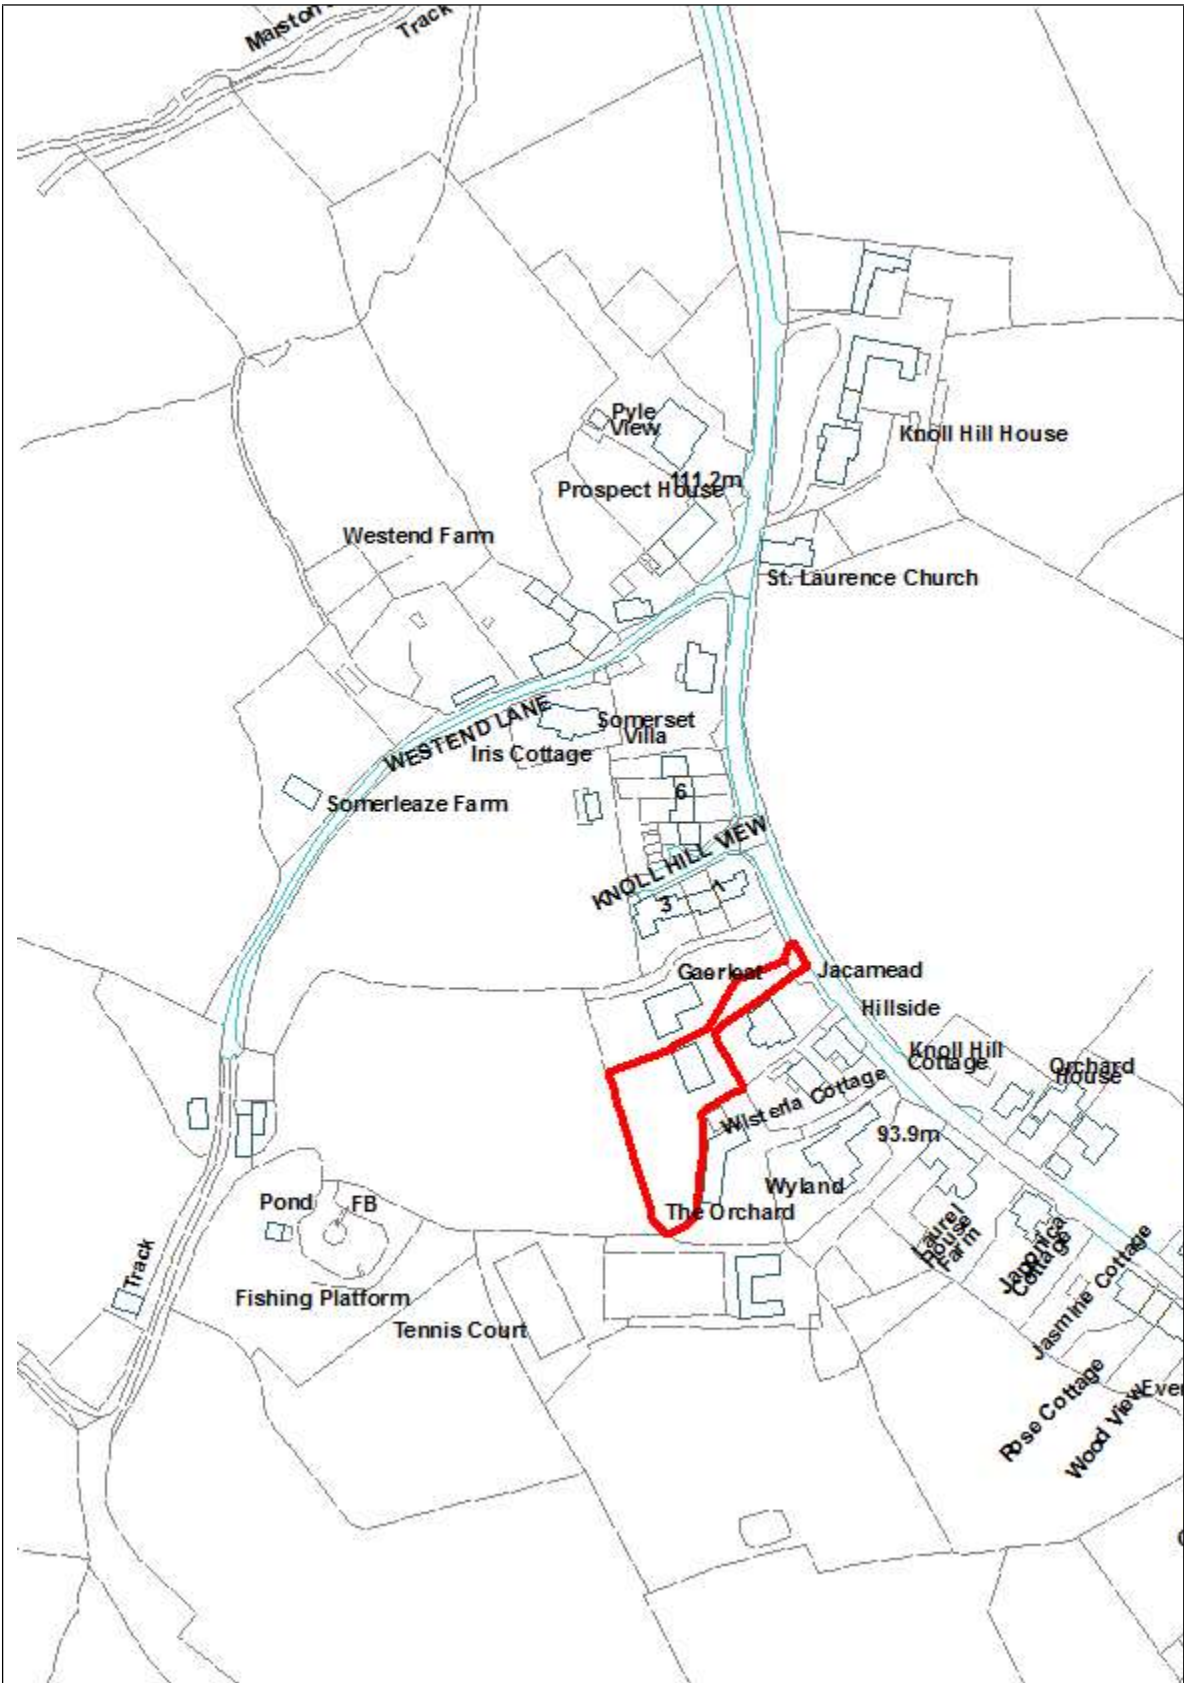 Marston
Track
Pyle
View
Knoll Hill House
111.2m
Prospect House
Westend Farm
St. Laurence Church
WESTEND LANE
Somerset
Villa
Iris Cottage
6
Somerleaze Farm
KNOLL HILL VIEW
1
3
Jacamead
Hillside
Knoll Hill
Cottage
Orchard
House
Wisteria Cottage
93.9m
Wyland
Pond
FB
The Orchard
Laurel
House
Farm
Japonica
Cottage
Track
Jasmine Cottage
Fishing Platform
Tennis Court
Rose Cottage
Wood View
Ever